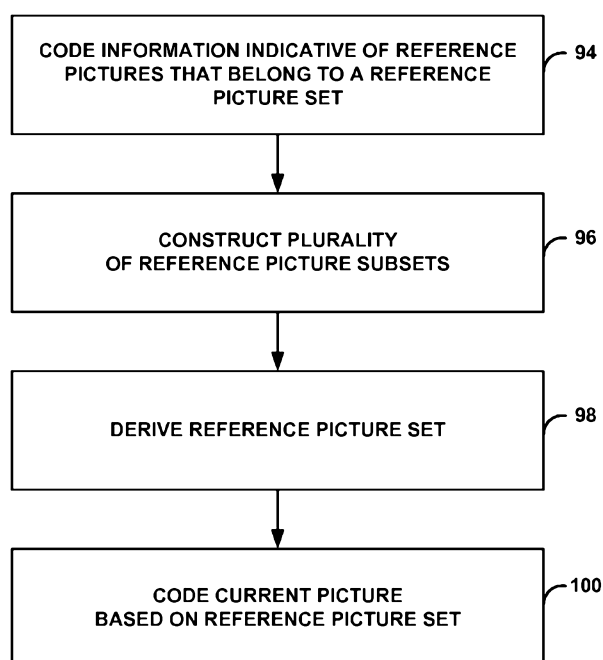 CODE INFORMATION INDICATIVE OF REFERENCE
PICTURES THAT BELONG TO A REFERENCE
PICTURE SET
94
CONSTRUCT PLURALITY
OF REFERENCE PICTURE SUBSETS
96
DERIVE REFERENCE PICTURE SET
98
CODE CURRENT PICTURE
BASED ON REFERENCE PICTURE SET
100